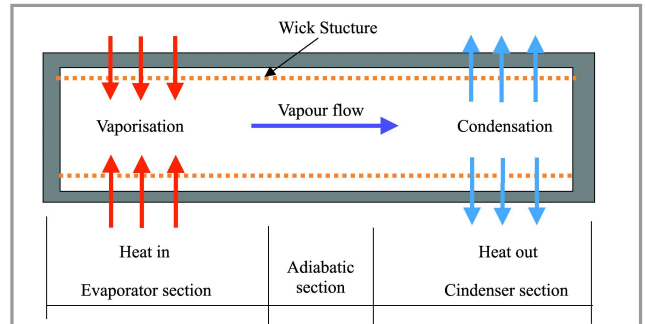 Wick Stucture
Vapour flow
Vaporisation
Condensation
Heat in
Heat out
Adiabatic
section
Evaporator section
Cindenser section